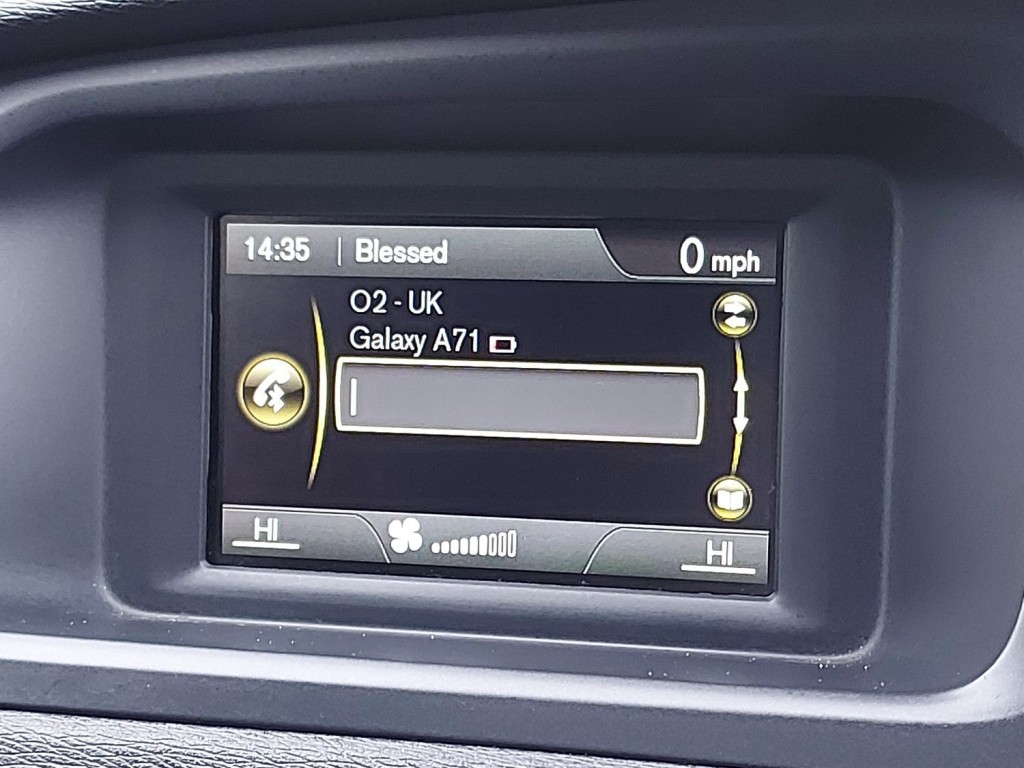 14:35 | Blessed 0 mph
O2 - UK
Galaxy A71
HI HI